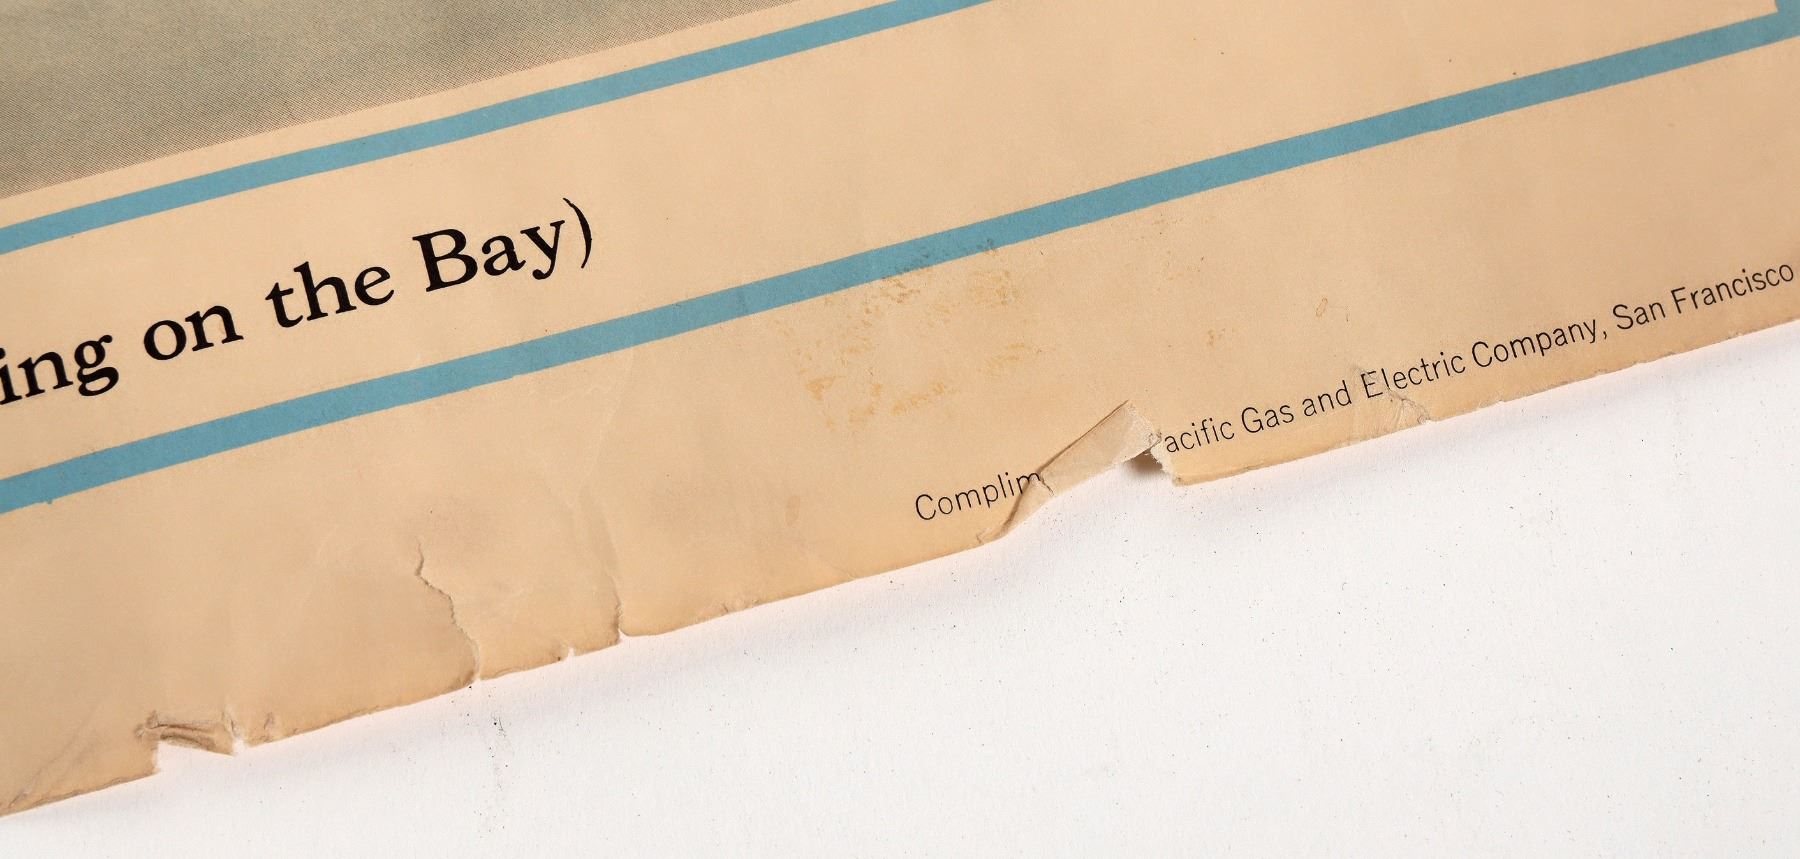 ing on the Bay)
Complim acific Gas and Electric Company, San Francisco